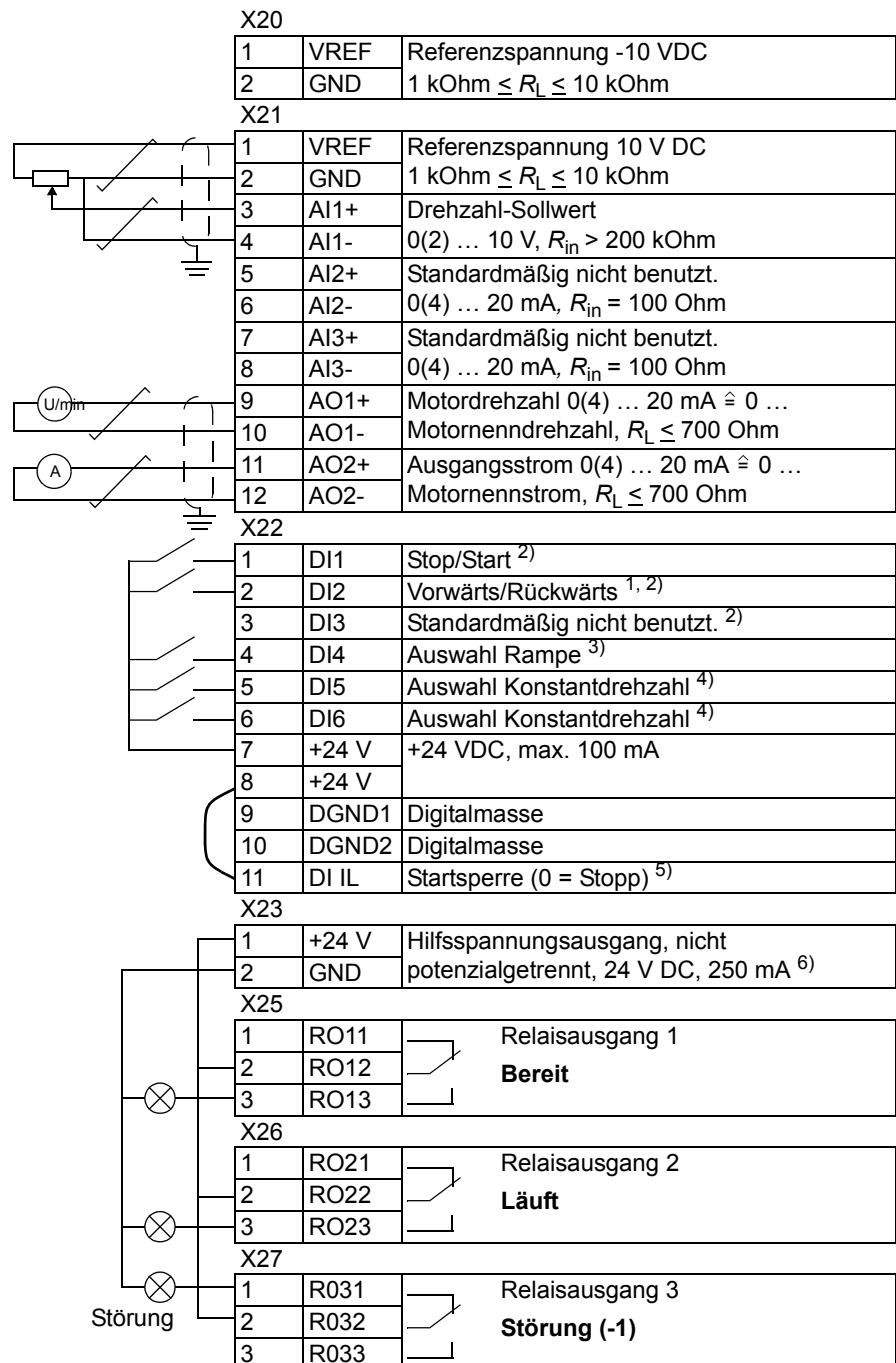 X20
1 VREF Referenzspannung -10 VDC
2 GND 1 kOhm ≤ RL ≤ 10 kOhm
X21
1 VREF Referenzspannung 10 V DC
2 GND 1 kOhm ≤ RL ≤ 10 kOhm
3 AI1+ Drehzahl-Sollwert
4 AI1- 0(2) … 10 V, Rin > 200 kOhm
5 AI2+ Standardmäßig nicht benutzt.
6 AI2- 0(4) … 20 mA, Rin = 100 Ohm
7 AI3+ Standardmäßig nicht benutzt.
8 AI3- 0(4) … 20 mA, Rin = 100 Ohm
U/min 9 AO1+ Motordrehzahl 0(4) … 20 mA ≙ 0 …
10 AO1- Motornenndrehzahl, RL ≤ 700 Ohm
A 11 AO2+ Ausgangsstrom 0(4) … 20 mA ≙ 0 …
12 AO2- Motornennstrom, RL ≤ 700 Ohm
X22
1 DI1 Stop/Start 2)
2 DI2 Vorwärts/Rückwärts 1, 2)
3 DI3 Standardmäßig nicht benutzt. 2)
4 DI4 Auswahl Rampe 3)
5 DI5 Auswahl Konstantdrehzahl 4)
6 DI6 Auswahl Konstantdrehzahl 4)
7 +24 V +24 VDC, max. 100 mA
8 +24 V
9 DGND1 Digitalmasse
10 DGND2 Digitalmasse
11 DI IL Startsperre (0 = Stopp) 5)
X23
1 +24 V Hilfsspannungsausgang, nicht
2 GND potenzialgetrennt, 24 V DC, 250 mA 6)
X25
1 RO11 Relaisausgang 1
2 RO12 Bereit
3 RO13
X26
1 RO21 Relaisausgang 2
2 RO22 Läuft
3 RO23
X27
1 R031 Relaisausgang 3
Störung 2 R032 Störung (-1)
3 R033